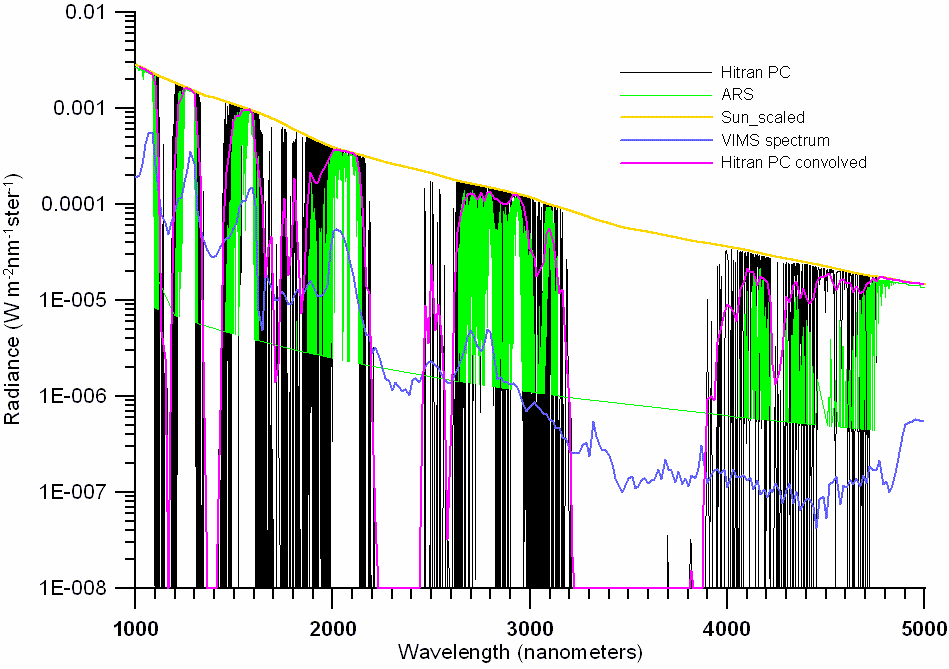 0.01
0.001
0.0001
1E-005
1E-006
1E-007
1E-008
Radiance (W m-2nm-1ster-1)
Hitran PC
ARS
Sun_scaled
VIMS spectrum
Hitran PC convolved
1000 2000 3000 4000 5000
Wavelength (nanometers)